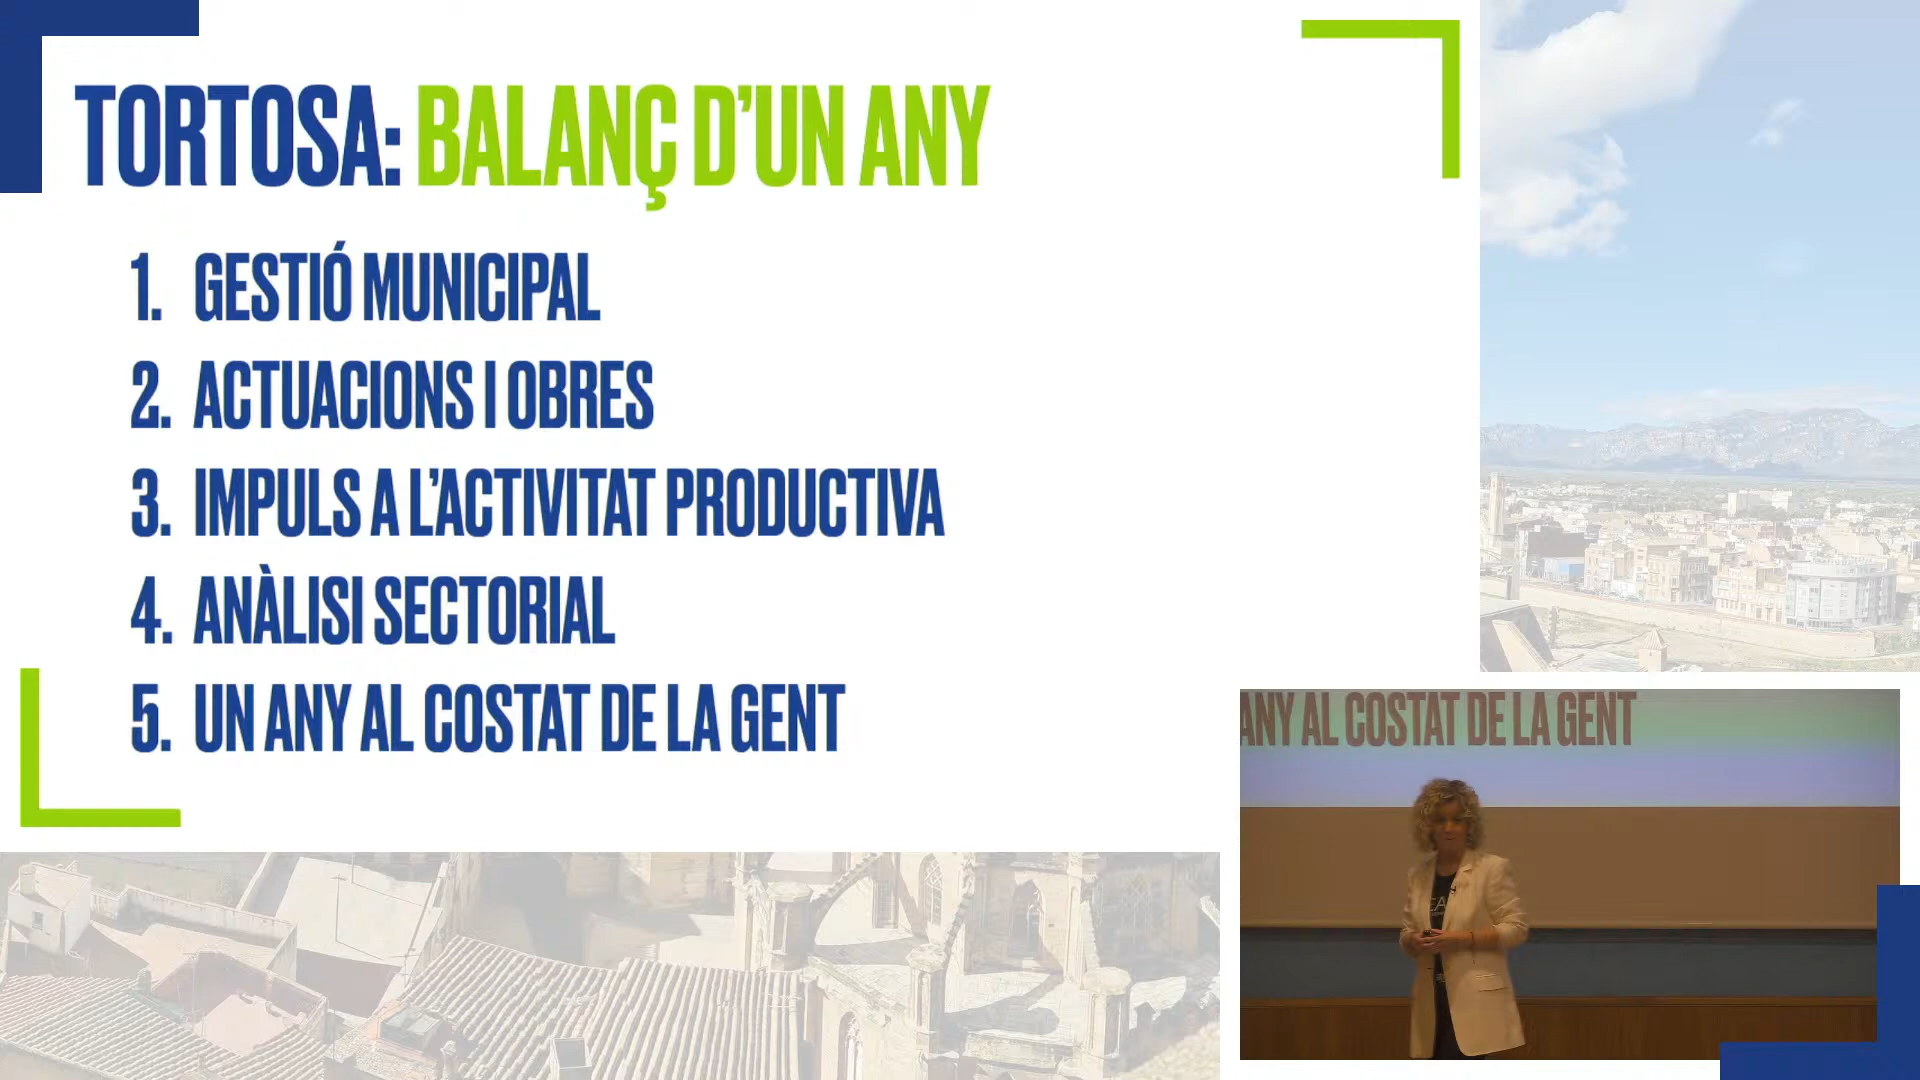 TORTOSA: BALANÇ D'UN ANY
1. GESTIÓ MUNICIPAL
2. ACTUACIONS I OBRES
3. IMPULS A L'ACTIVITAT PRODUCTIVA
4. ANÀLISI SECTORIAL
5. UN ANY AL COSTAT DE LA GENT
ANY AL COSTAT DE LA GENT